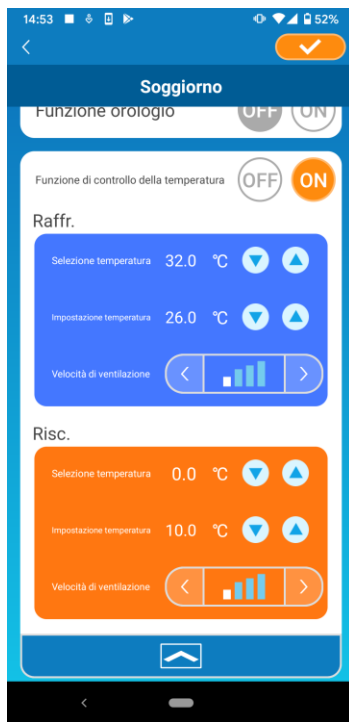 14:53 52%
Soggiorno
Funzione orologio OFF ON
Funzione di controllo della temperatura OFF ON
Raffr.
Selezione temperatura 32.0 °C
Impostazione temperatura 26.0 °C
Velocità di ventilazione
Risc.
Selezione temperatura 0.0 °C
Impostazione temperatura 10.0 °C
Velocità di ventilazione